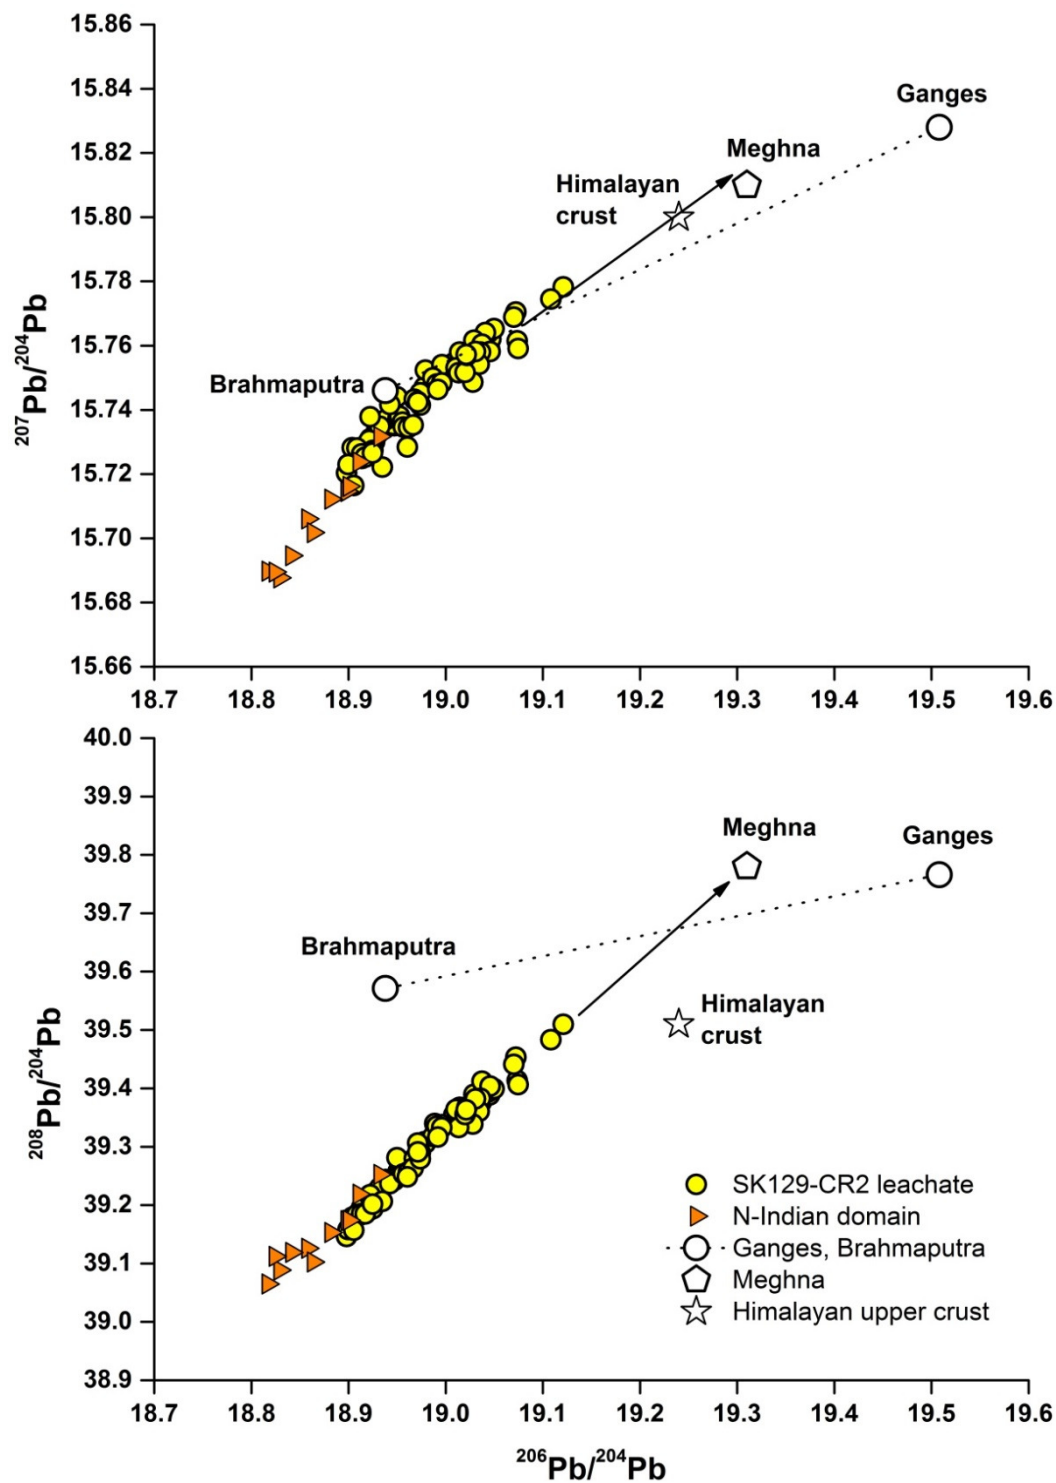 15.86
15.84
15.82
15.80
15.78
15.76
15.74
15.72
15.70
15.68
15.66
²⁰⁷Pb/²⁰⁴Pb
Ganges
Meghna
Himalayan
crust
Brahmaputra
18.7 18.8 18.9 19.0 19.1 19.2 19.3 19.4 19.5 19.6
40.0
39.9
39.8
39.7
39.6
39.5
39.4
39.3
39.2
39.1
39.0
38.9
²⁰⁸Pb/²⁰⁴Pb
Meghna
Ganges
Brahmaputra
Himalayan
crust
SK129-CR2 leachate
N-Indian domain
Ganges, Brahmaputra
Meghna
Himalayan upper crust
18.7 18.8 18.9 19.0 19.1 19.2 19.3 19.4 19.5 19.6
²⁰⁶Pb/²⁰⁴Pb